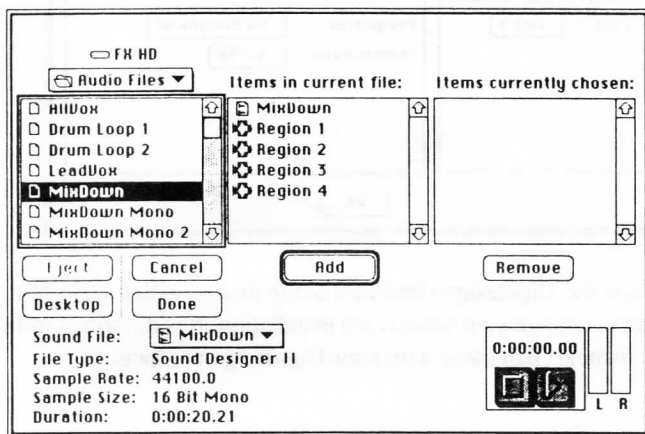 FX HD
Audio Files
Items in current file:
Items currently chosen:
AllVox
Drum Loop 1
Drum Loop 2
LeadVox
MixDown
MixDown Mono
MixDown Mono 2
MixDown
Region 1
Region 2
Region 3
Region 4
Eject
Cancel
Add
Remove
Desktop
Done
Sound File: MixDown
File Type: Sound Designer II
Sample Rate: 44100.0
Sample Size: 16 Bit Mono
Duration: 0:00:20.21
0:00:00.00
L R